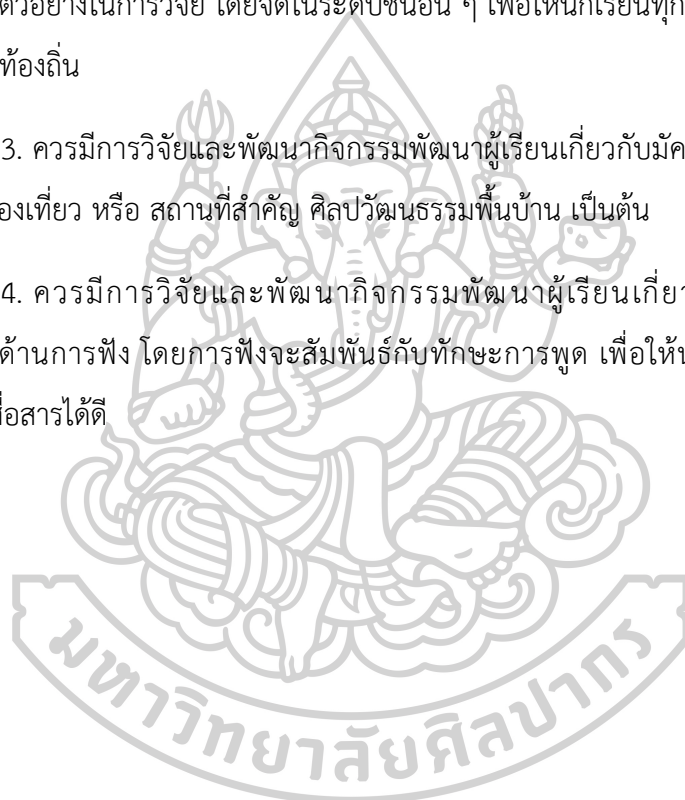 ตัวอย่างในการวิจัย โดยจัดในระดับชั้นอื่น ๆ เพื่อให้นักเรียนทุก
ท้องถิ่น
3. ควรมีการวิจัยและพัฒนากิจกรรมพัฒนาผู้เรียนเกี่ยวกับมัค
องเที่ยว หรือ สถานที่สำคัญ ศิลปวัฒนธรรมพื้นบ้าน เป็นต้น
4. ควรมีการวิจัยและพัฒนากิจกรรมพัฒนาผู้เรียนเกี่ยว
ด้านการฟัง โดยการฟังจะสัมพันธ์กับทักษะการพูด เพื่อให้น
สื่อสารได้ดี
มหาวิทยาลัยศิลปากร